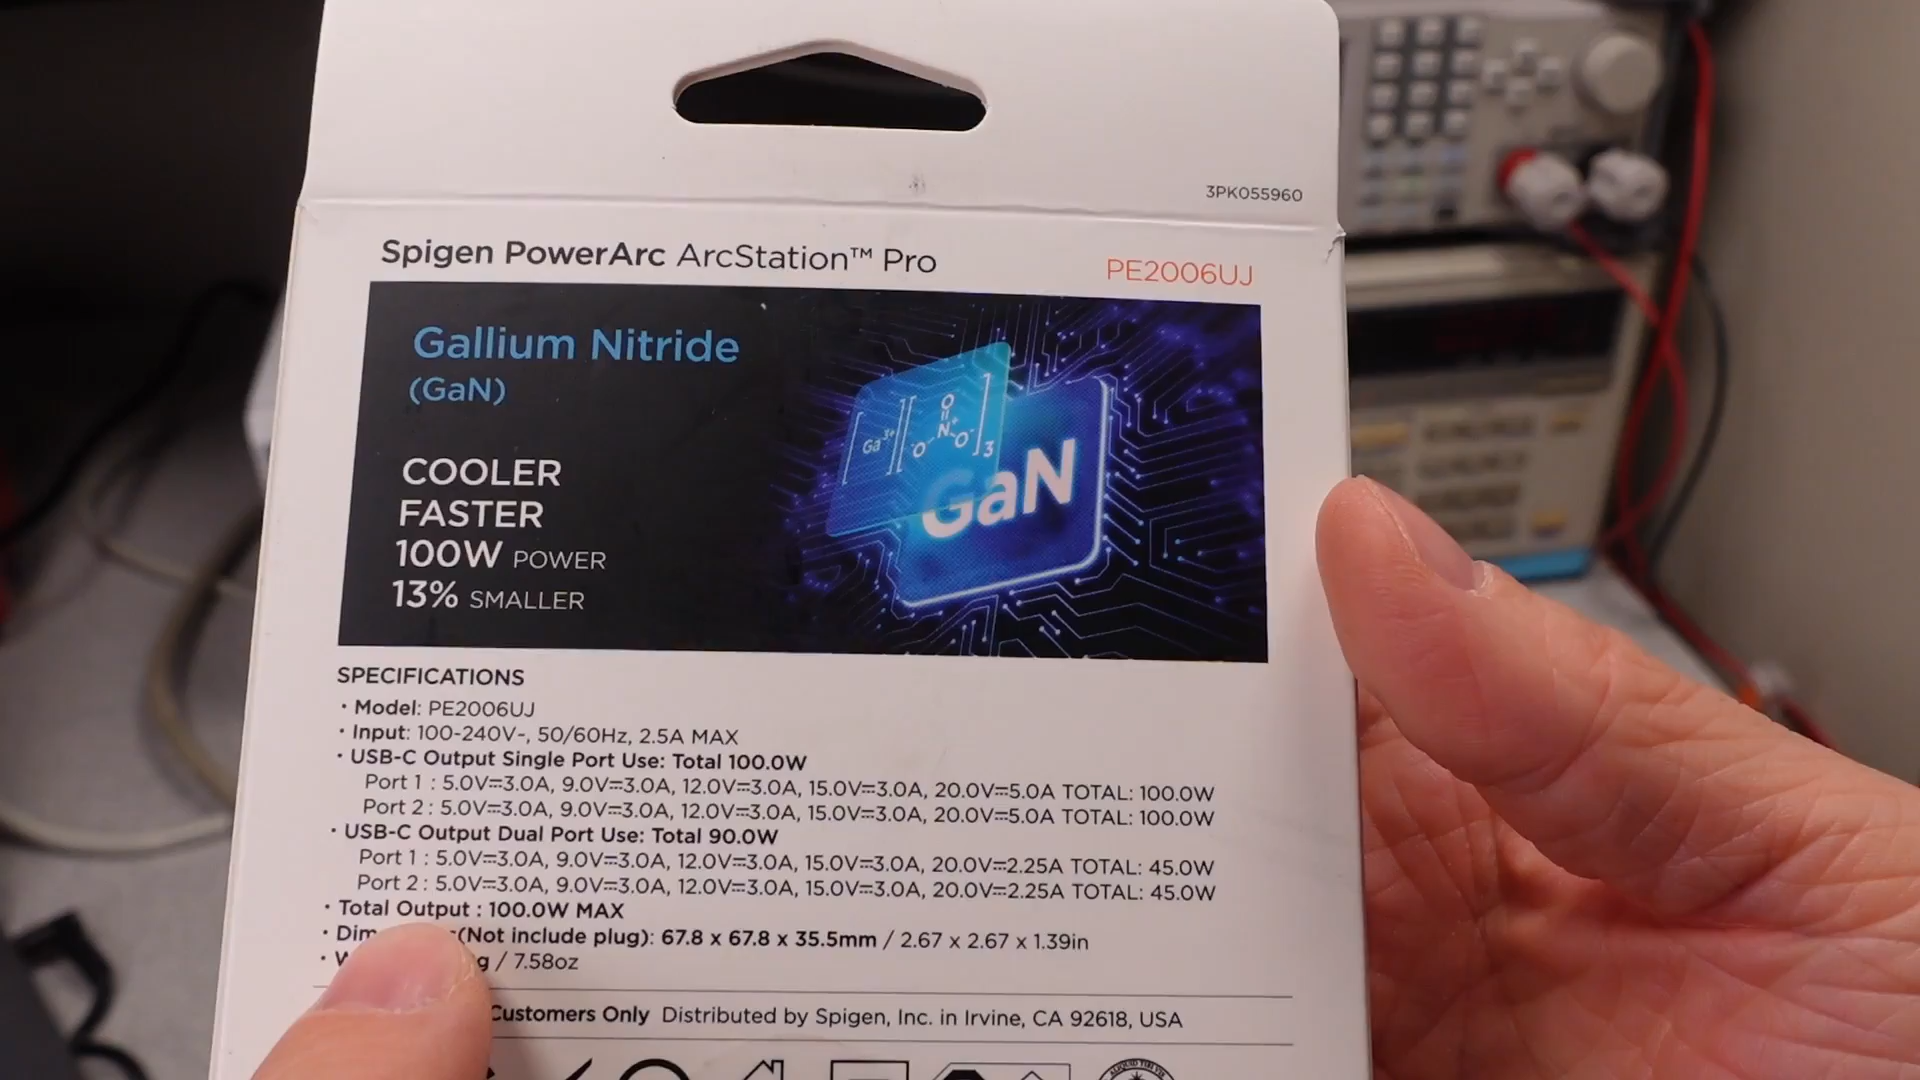 3PK055960
Spigen PowerArc ArcStation™ Pro
PE2006UJ
Gallium Nitride
(GaN)
COOLER
FASTER
100W POWER
13% SMALLER
[Ga³⁺][O=N⁺(O⁻)O⁻]₃
GaN
SPECIFICATIONS
· Model: PE2006UJ
· Input: 100-240V~, 50/60Hz, 2.5A MAX
· USB-C Output Single Port Use: Total 100.0W
Port 1 : 5.0V⎓3.0A, 9.0V⎓3.0A, 12.0V⎓3.0A, 15.0V⎓3.0A, 20.0V⎓5.0A TOTAL: 100.0W
Port 2 : 5.0V⎓3.0A, 9.0V⎓3.0A, 12.0V⎓3.0A, 15.0V⎓3.0A, 20.0V⎓5.0A TOTAL: 100.0W
· USB-C Output Dual Port Use: Total 90.0W
Port 1 : 5.0V⎓3.0A, 9.0V⎓3.0A, 12.0V⎓3.0A, 15.0V⎓3.0A, 20.0V⎓2.25A TOTAL: 45.0W
Port 2 : 5.0V⎓3.0A, 9.0V⎓3.0A, 12.0V⎓3.0A, 15.0V⎓3.0A, 20.0V⎓2.25A TOTAL: 45.0W
· Total Output : 100.0W MAX
(Not include plug): 67.8 x 67.8 x 35.5mm / 2.67 x 2.67 x 1.39in
g / 7.58oz
Customers Only Distributed by Spigen, Inc. in Irvine, CA 92618, USA